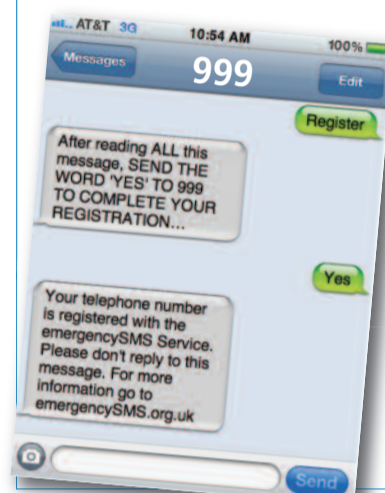 AT&T 3G 10:54 AM 100%
Messages 999 Edit
Register
After reading ALL this
message, SEND THE
WORD 'YES' TO 999
TO COMPLETE YOUR
REGISTRATION...
Yes
Your telephone number
is registered with the
emergencySMS Service.
Please don't reply to this
message. For more
information go to
emergencySMS.org.uk
Send